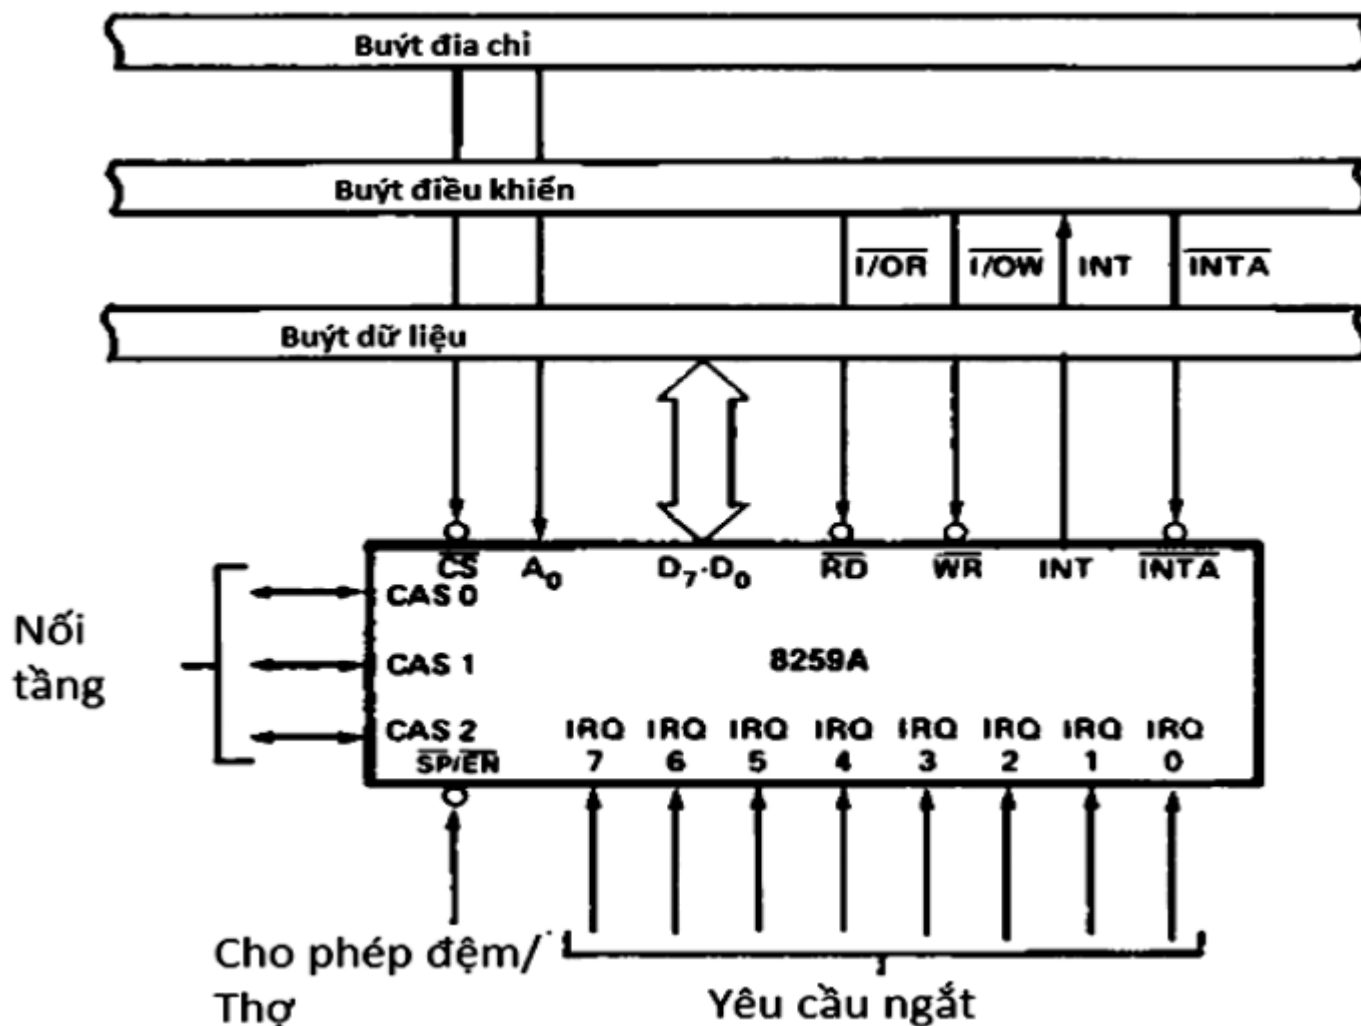 Buýt đia chỉ
Buýt điều khiển
I/OR I/OW INT INTA
Buýt dữ liệu
CS A0 D7-D0 RD WR INT INTA
CAS 0
Nối
tầng
CAS 1
8259A
CAS 2
IRQ IRQ IRQ IRQ IRQ IRQ IRQ IRQ
SP/EN 7 6 5 4 3 2 1 0
Cho phép đệm/
Thợ
Yêu cầu ngắt